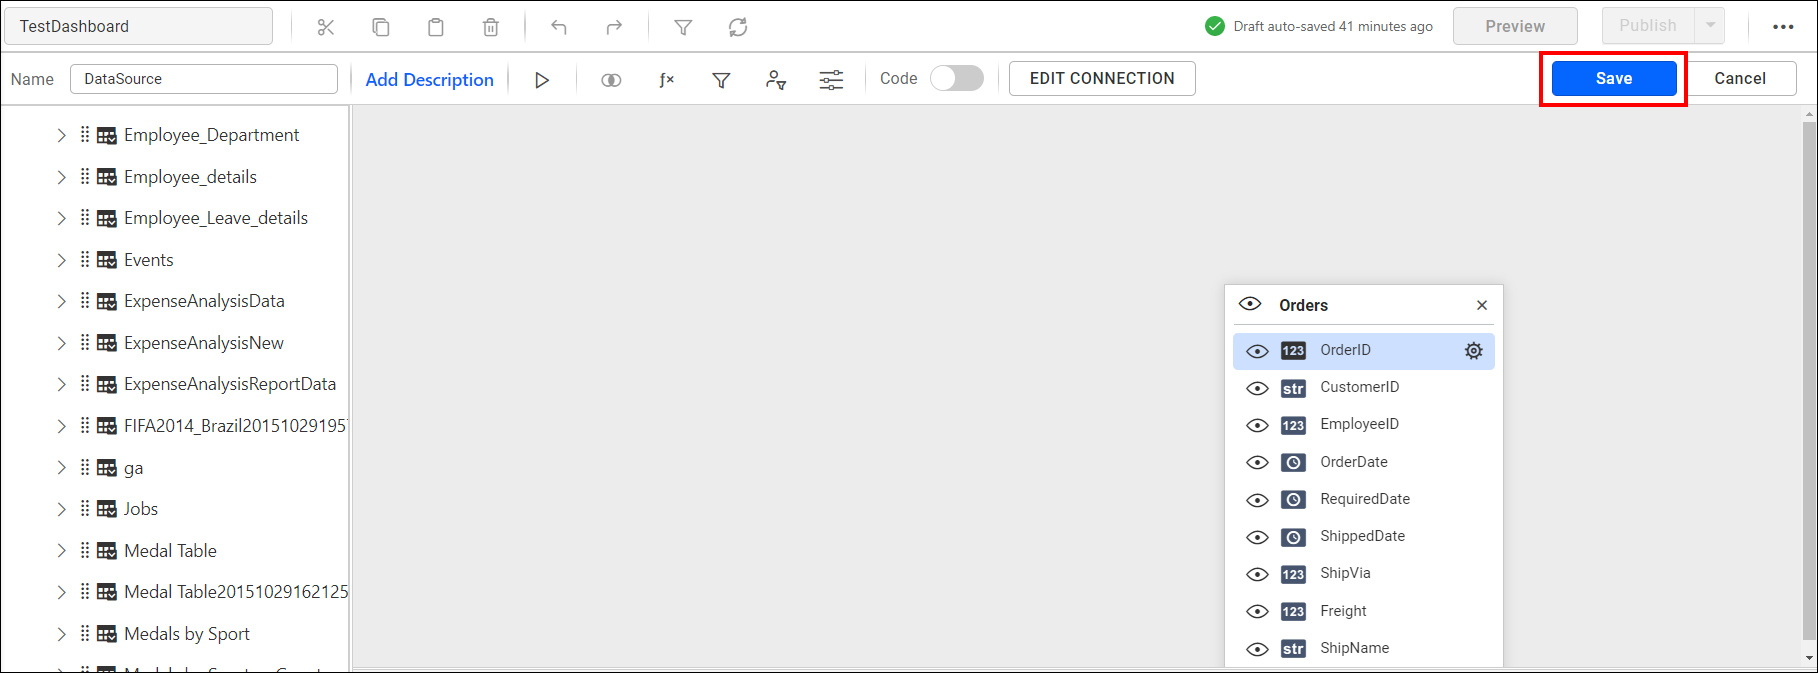 TestDashboard
Draft auto-saved 41 minutes ago
Preview
Publish
Name
DataSource
Add Description
ƒx
Code
EDIT CONNECTION
Save
Cancel
Employee_Department
Employee_details
Employee_Leave_details
Events
ExpenseAnalysisData
ExpenseAnalysisNew
ExpenseAnalysisReportData
FIFA2014_Brazil201510291957
ga
Jobs
Medal Table
Medal Table20151029162125
Medals by Sport
Orders
123 OrderID
str CustomerID
123 EmployeeID
OrderDate
RequiredDate
ShippedDate
123 ShipVia
123 Freight
str ShipName